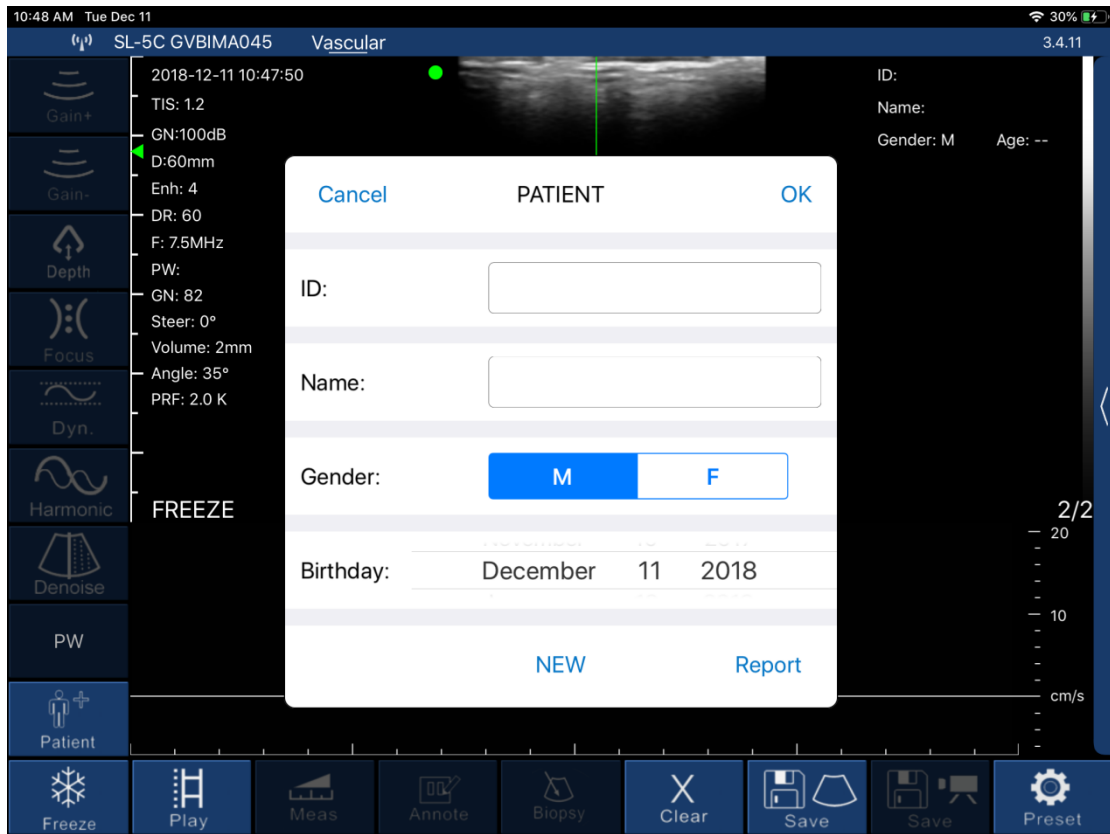 10:48 AM Tue Dec 11
30%
SL-5C GVBIMA045 Vascular
3.4.11
Gain+
Gain-
Depth
Focus
Dyn.
Harmonic
Denoise
PW
Patient
2018-12-11 10:47:50
TIS: 1.2
GN:100dB
D:60mm
Enh: 4
DR: 60
F: 7.5MHz
PW:
GN: 82
Steer: 0°
Volume: 2mm
Angle: 35°
PRF: 2.0 K
FREEZE
ID:
Name:
Gender: M Age: --
Cancel PATIENT OK
ID:
Name:
Gender: M F
Birthday: December 11 2018
NEW Report
2/2
20
10
cm/s
Freeze Play Meas Annote Biopsy Clear Save Save Preset